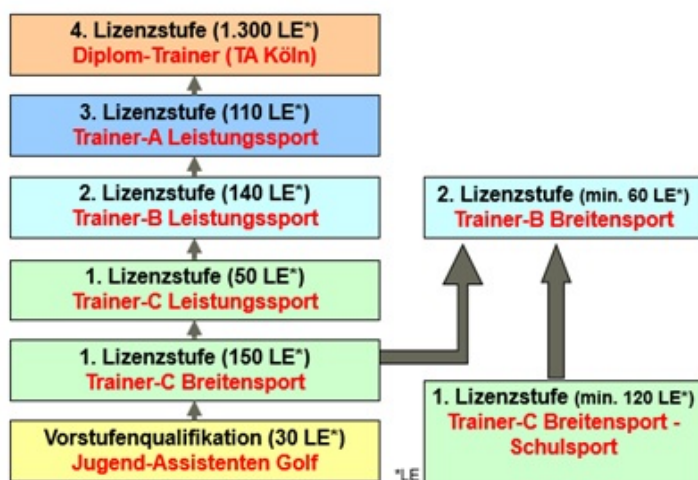 4. Lizenzstufe (1.300 LE*)
Diplom-Trainer (TA Köln)
3. Lizenzstufe (110 LE*)
Trainer-A Leistungssport
2. Lizenzstufe (140 LE*)
Trainer-B Leistungssport
2. Lizenzstufe (min. 60 LE*)
Trainer-B Breitensport
1. Lizenzstufe (50 LE*)
Trainer-C Leistungssport
1. Lizenzstufe (150 LE*)
Trainer-C Breitensport
1. Lizenzstufe (min. 120 LE*)
Trainer-C Breitensport -
Schulsport
Vorstufenqualifikation (30 LE*)
Jugend-Assistenten Golf
*LE